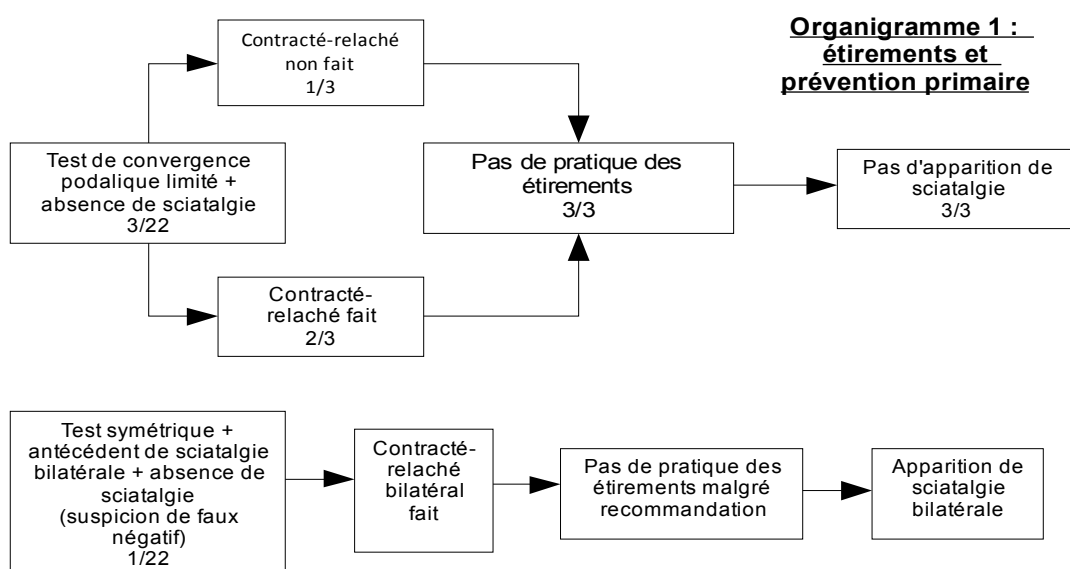 Organigramme 1 :
étirements et
prévention primaire
Contracté-relaché
non fait
1/3
Test de convergence
podalique limité +
absence de sciatalgie
3/22
Pas de pratique des
étirements
3/3
Pas d'apparition de
sciatalgie
3/3
Contracté-
relaché fait
2/3
Test symétrique +
antécédent de sciatalgie
bilatérale + absence de
sciatalgie
(suspicion de faux
négatif)
1/22
Contracté-
relaché
bilatéral
fait
Pas de pratique des
étirements malgré
recommandation
Apparition de
sciatalgie
bilatérale